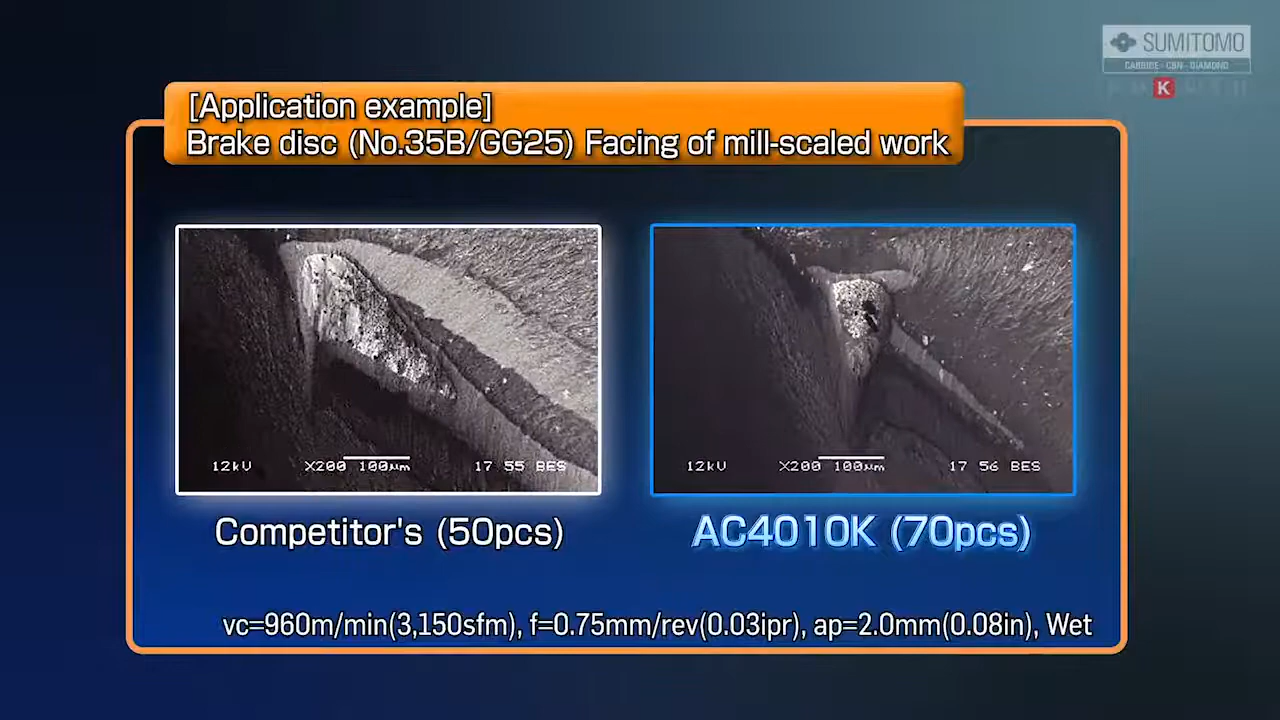 SUMITOMO
CARBIDE - CBN - DIAMOND
K
[Application example]
Brake disc (No.35B/GG25) Facing of mill-scaled work
12kU X200 100μm 17 55 BES
12kU X200 100μm 17 56 BES
Competitor's (50pcs)
AC4010K (70pcs)
vc=960m/min(3,150sfm), f=0.75mm/rev(0.03ipr), ap=2.0mm(0.08in), Wet